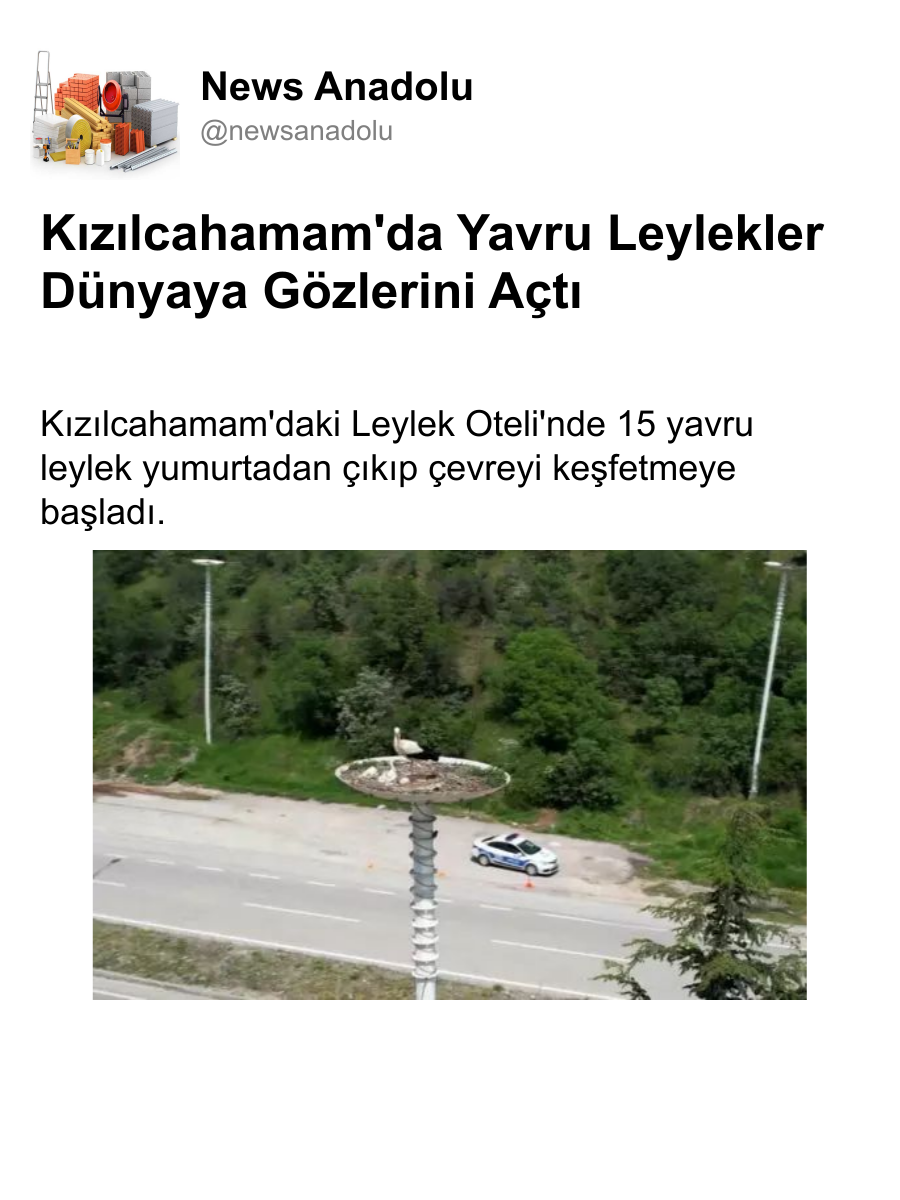 News Anadolu
@newsanadolu
Kızılcahamam'da Yavru Leylekler
Dünyaya Gözlerini Açtı
Kızılcahamam'daki Leylek Oteli'nde 15 yavru
leylek yumurtadan çıkıp çevreyi keşfetmeye
başladı.